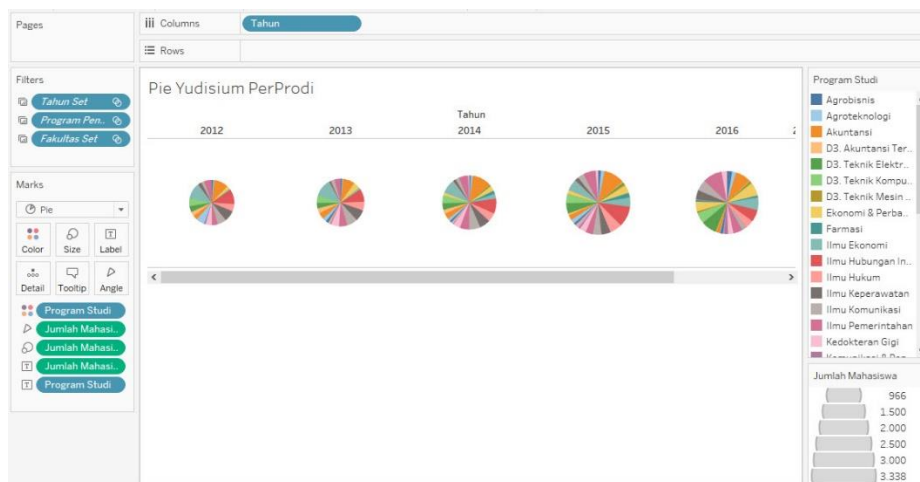 Pages
Columns
Tahun
Rows
Filters
Tahun Set
Program Pen..
Fakultas Set
Marks
Pie
Color
Size
Label
Detail
Tooltip
Angle
Program Studi
Jumlah Mahasi..
Jumlah Mahasi..
Jumlah Mahasi..
Program Studi
Pie Yudisium PerProdi
Tahun
2012 2013 2014 2015 2016
Program Studi
Agrobisnis
Agroteknologi
Akuntansi
D3. Akuntansi Ter..
D3. Teknik Elektr..
D3. Teknik Kompu..
D3. Teknik Mesin ..
Ekonomi & Perba..
Farmasi
Ilmu Ekonomi
Ilmu Hubungan In..
Ilmu Hukum
Ilmu Keperawatan
Ilmu Komunikasi
Ilmu Pemerintahan
Kedokteran Gigi
Jumlah Mahasiswa
966
1.500
2.000
2.500
3.000
3.338